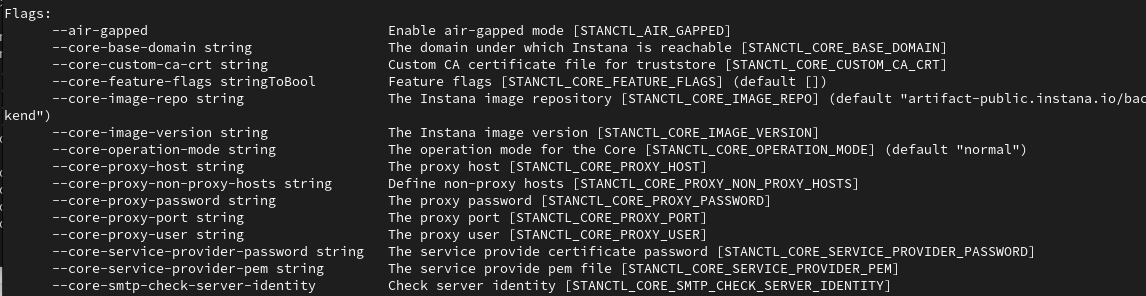 Flags:
--air-gapped Enable air-gapped mode [STANCTL_AIR_GAPPED]
--core-base-domain string The domain under which Instana is reachable [STANCTL_CORE_BASE_DOMAIN]
--core-custom-ca-crt string Custom CA certificate file for truststore [STANCTL_CORE_CUSTOM_CA_CRT]
--core-feature-flags stringToBool Feature flags [STANCTL_CORE_FEATURE_FLAGS] (default [])
--core-image-repo string The Instana image repository [STANCTL_CORE_IMAGE_REPO] (default "artifact-public.instana.io/bac
kend")
--core-image-version string The Instana image version [STANCTL_CORE_IMAGE_VERSION]
--core-operation-mode string The operation mode for the Core [STANCTL_CORE_OPERATION_MODE] (default "normal")
--core-proxy-host string The proxy host [STANCTL_CORE_PROXY_HOST]
--core-proxy-non-proxy-hosts string Define non-proxy hosts [STANCTL_CORE_PROXY_NON_PROXY_HOSTS]
--core-proxy-password string The proxy password [STANCTL_CORE_PROXY_PASSWORD]
--core-proxy-port string The proxy port [STANCTL_CORE_PROXY_PORT]
--core-proxy-user string The proxy user [STANCTL_CORE_PROXY_USER]
--core-service-provider-password string The service provide certificate password [STANCTL_CORE_SERVICE_PROVIDER_PASSWORD]
--core-service-provider-pem string The service provide pem file [STANCTL_CORE_SERVICE_PROVIDER_PEM]
--core-smtp-check-server-identity Check server identity [STANCTL_CORE_SMTP_CHECK_SERVER_IDENTITY]